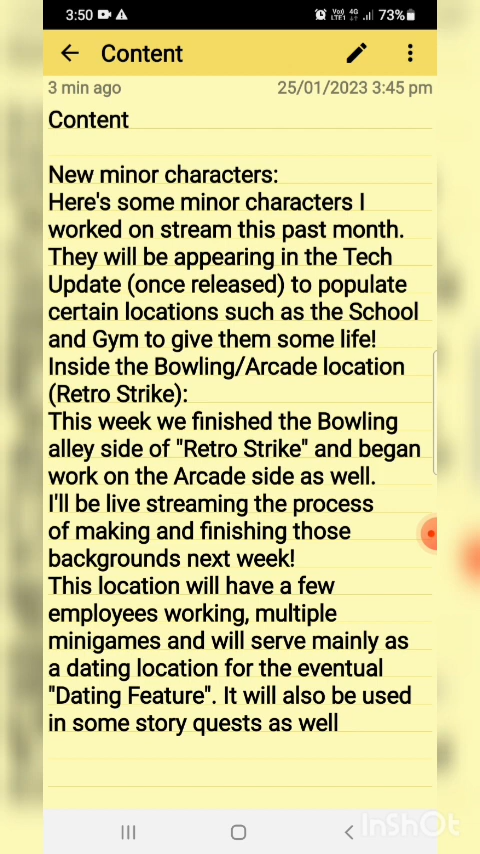 3:50
Vo) 4G
LTE1
73%
Content
3 min ago
25/01/2023 3:45 pm
Content
New minor characters:
Here's some minor characters I
worked on stream this past month.
They will be appearing in the Tech
Update (once released) to populate
certain locations such as the School
and Gym to give them some life!
Inside the Bowling/Arcade location
(Retro Strike):
This week we finished the Bowling
alley side of "Retro Strike" and began
work on the Arcade side as well.
I'll be live streaming the process
of making and finishing those
backgrounds next week!
This location will have a few
employees working, multiple
minigames and will serve mainly as
a dating location for the eventual
"Dating Feature". It will also be used
in some story quests as well
InShOt